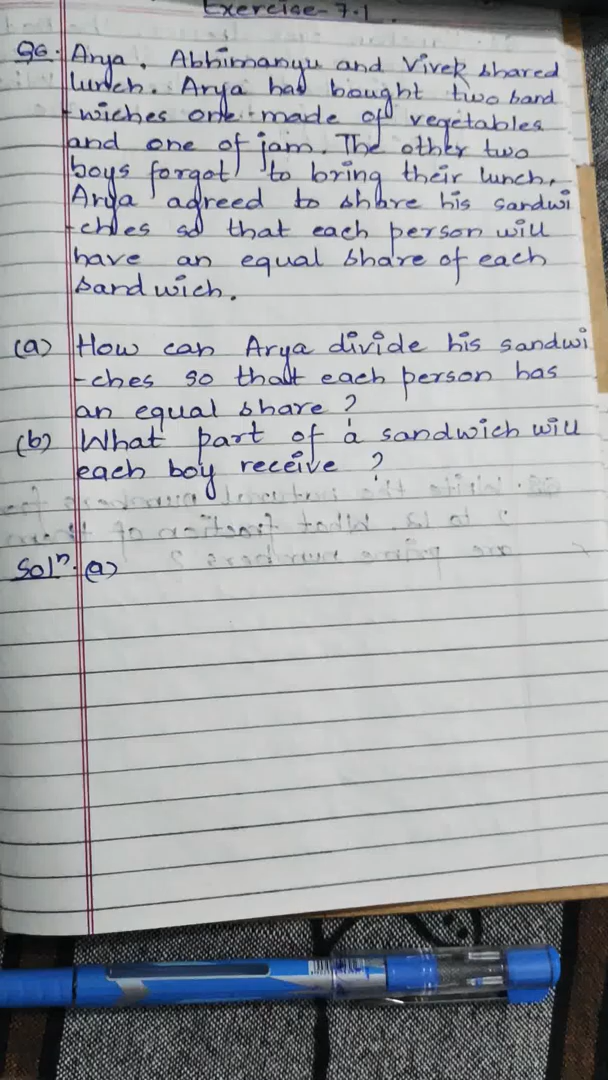 Exercise-7.1
Q6. Arya, Abhimanyu and Vivek shared
lunch. Arya has bought two sand
-wiches one made of vegetables
and one of jam. The other two
boys forgot to bring their lunch.
Arya agreed to share his sandwi
-ches so that each person will
have an equal share of each
sandwich.
(a) How can Arya divide his sandwi
-ches so that each person has
an equal share ?
(b) What part of a sandwich will
each boy receive ?
Solⁿ. (a)